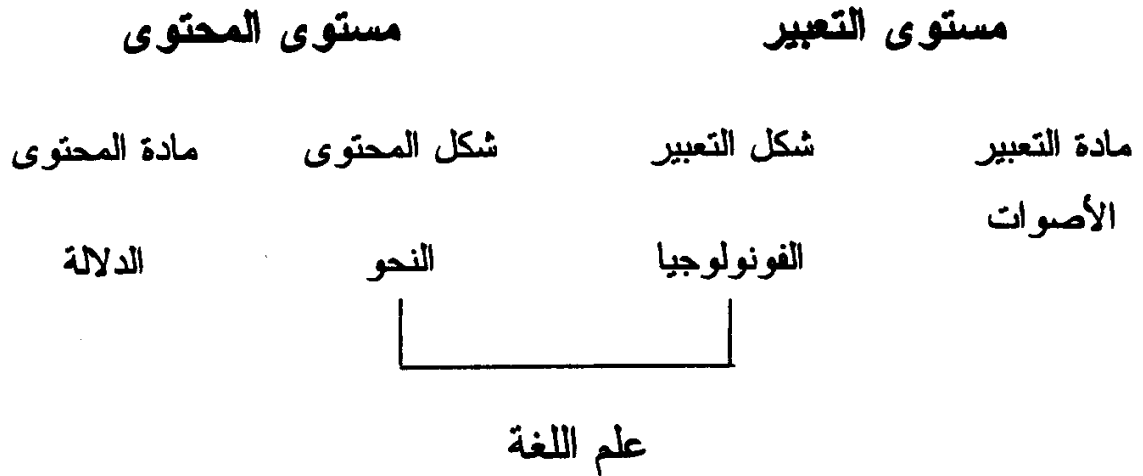 مستوى التعبير مستوى المحتوى
مادة التعبير شكل التعبير شكل المحتوى مادة المحتوى
الأصوات
الفونولوجيا النحو الدلالة
علم اللغة